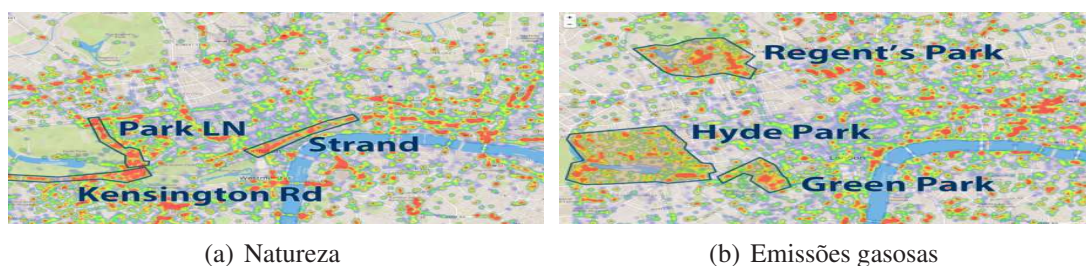 Park LN
Strand
Kensington Rd
Regent's Park
Hyde Park
Green Park
(a) Natureza
(b) Emissões gasosas